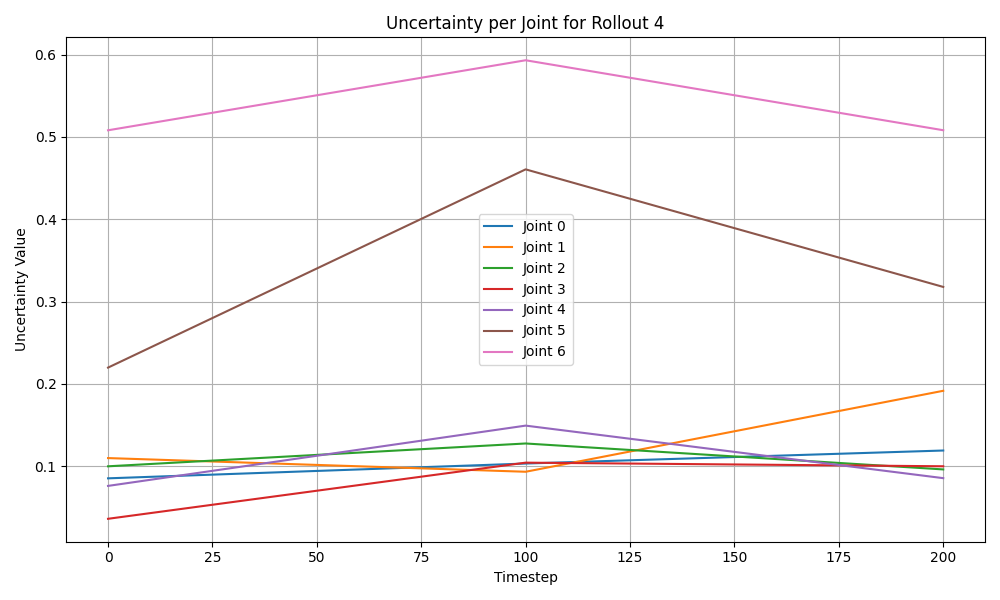 Uncertainty per Joint for Rollout 4
Uncertainty Value
0.6
0.5
0.4
0.3
0.2
0.1
Joint 0
Joint 1
Joint 2
Joint 3
Joint 4
Joint 5
Joint 6
0 25 50 75 100 125 150 175 200
Timestep